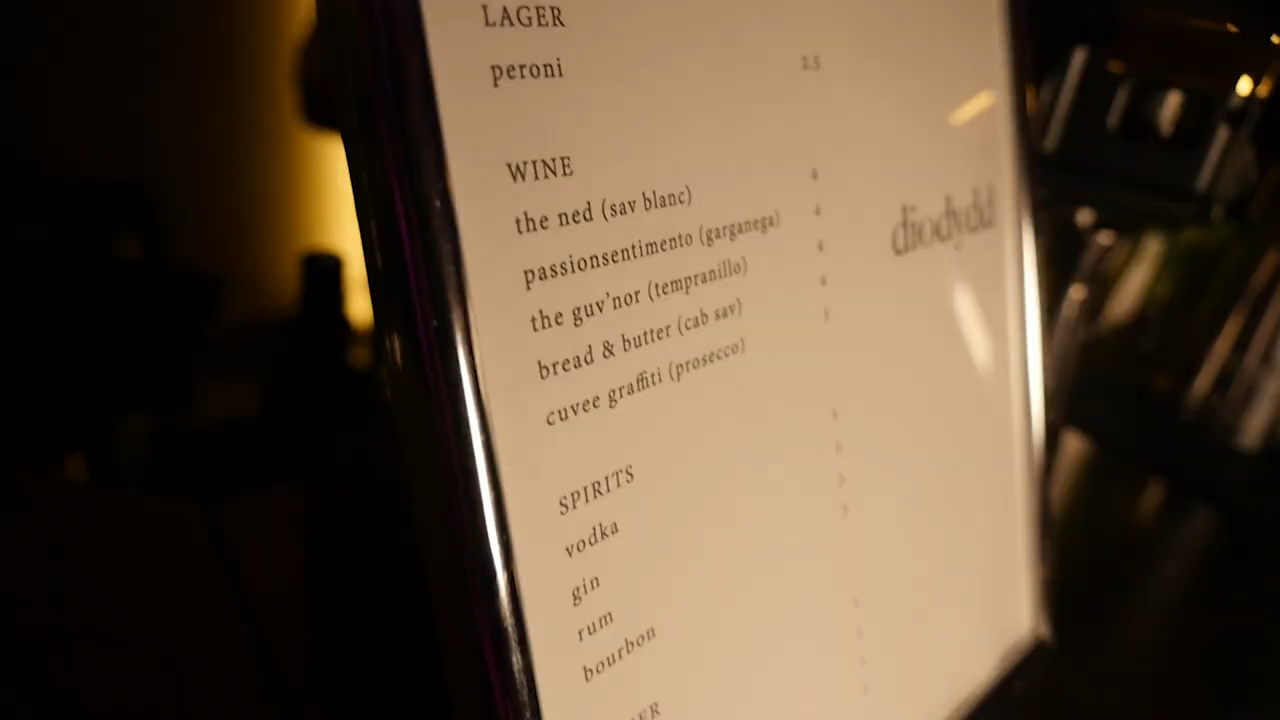 LAGER
peroni 2.5
WINE
the ned (sav blanc) 4
passionsentimento (garganega) 4
the guv'nor (tempranillo) 4
bread & butter (cab sav)
cuvee graffiti (prosecco)
diodydd
SPIRITS
vodka
gin
rum
bourbon